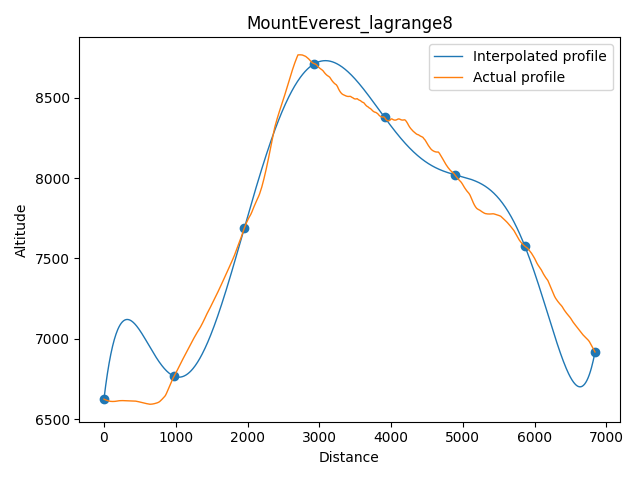 MountEverest_lagrange8
Interpolated profile
Actual profile
Altitude
8500
8000
7500
7000
6500
0 1000 2000 3000 4000 5000 6000 7000
Distance